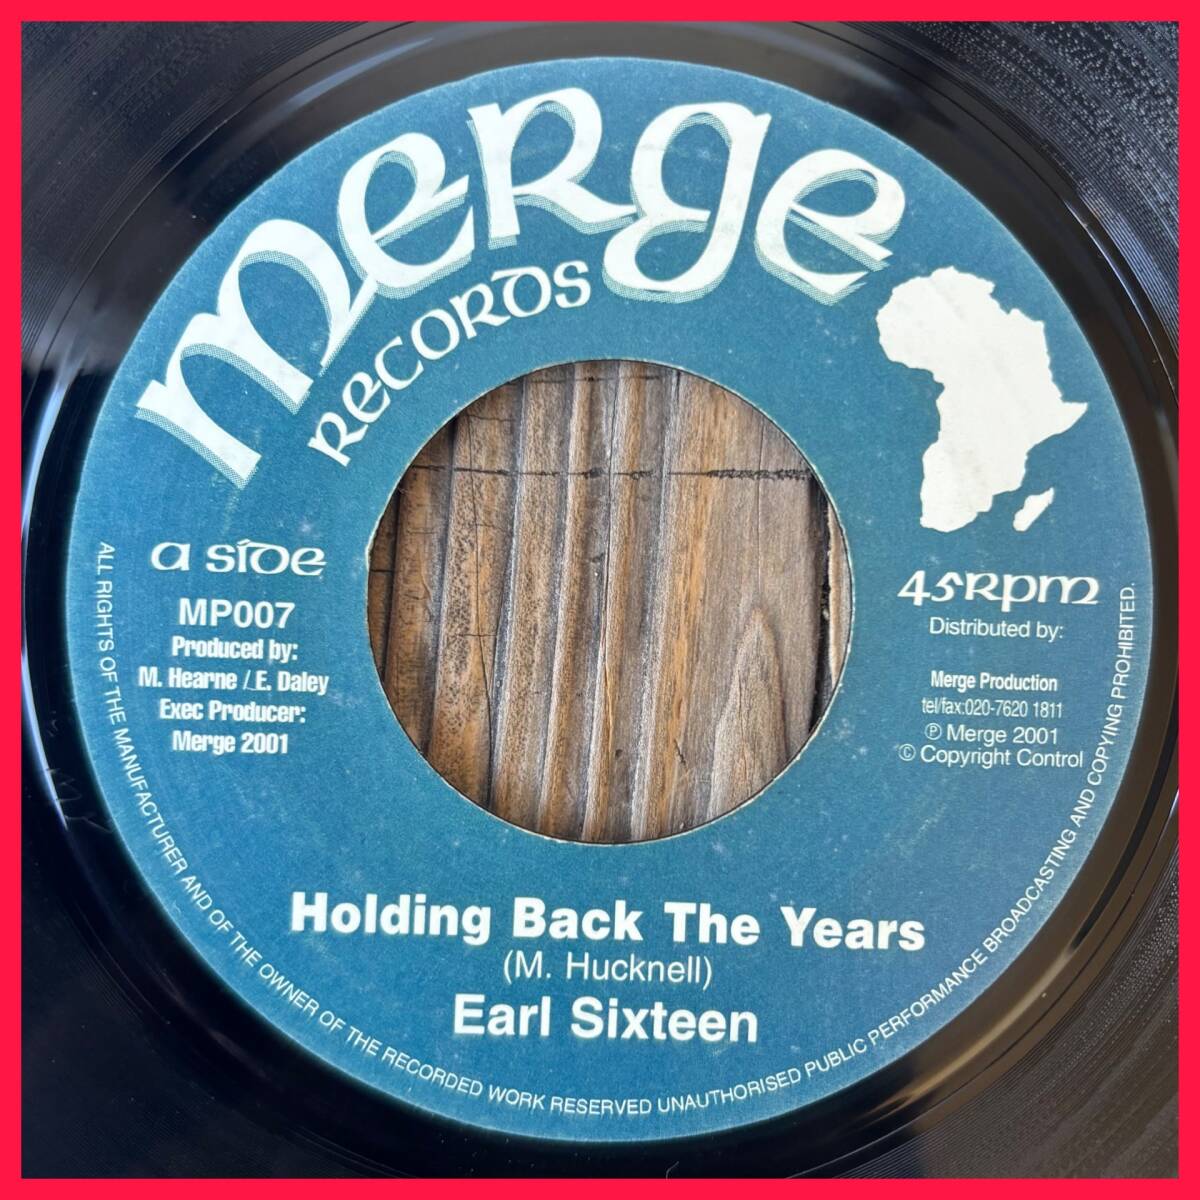 merge
RECORDS
a side
MP007
Produced by:
M. Hearne / E. Daley
Exec Producer:
Merge 2001
45Rpm
Distributed by:
Merge Production
tel/fax:020-7620 1811
℗ Merge 2001
© Copyright Control
Holding Back The Years
(M. Hucknell)
Earl Sixteen
ALL RIGHTS OF THE MANUFACTURER AND OF THE OWNER OF THE RECORDED WORK RESERVED UNAUTHORISED PUBLIC PERFORMANCE BROADCASTING AND COPYING PROHIBITED.